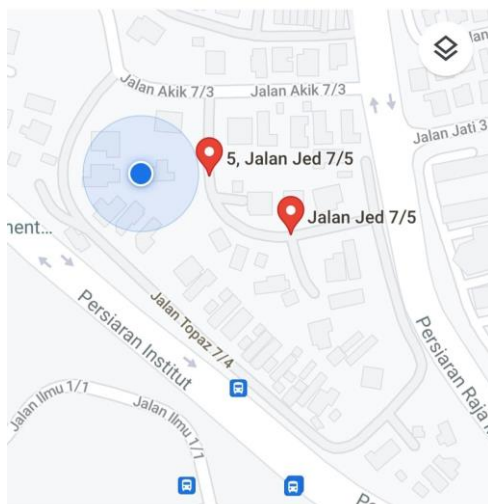 Jalan
Jalan Akik 7/3
Jalan Akik 7/3
Jalan Jati 3
5, Jalan Jed 7/5
Jalan Jed 7/5
nent...
Jalan Topaz 7/4
Persiaran Institut
Persiaran Raja
Jalan Ilmu 1/1
Jalan Ilmu 1/1